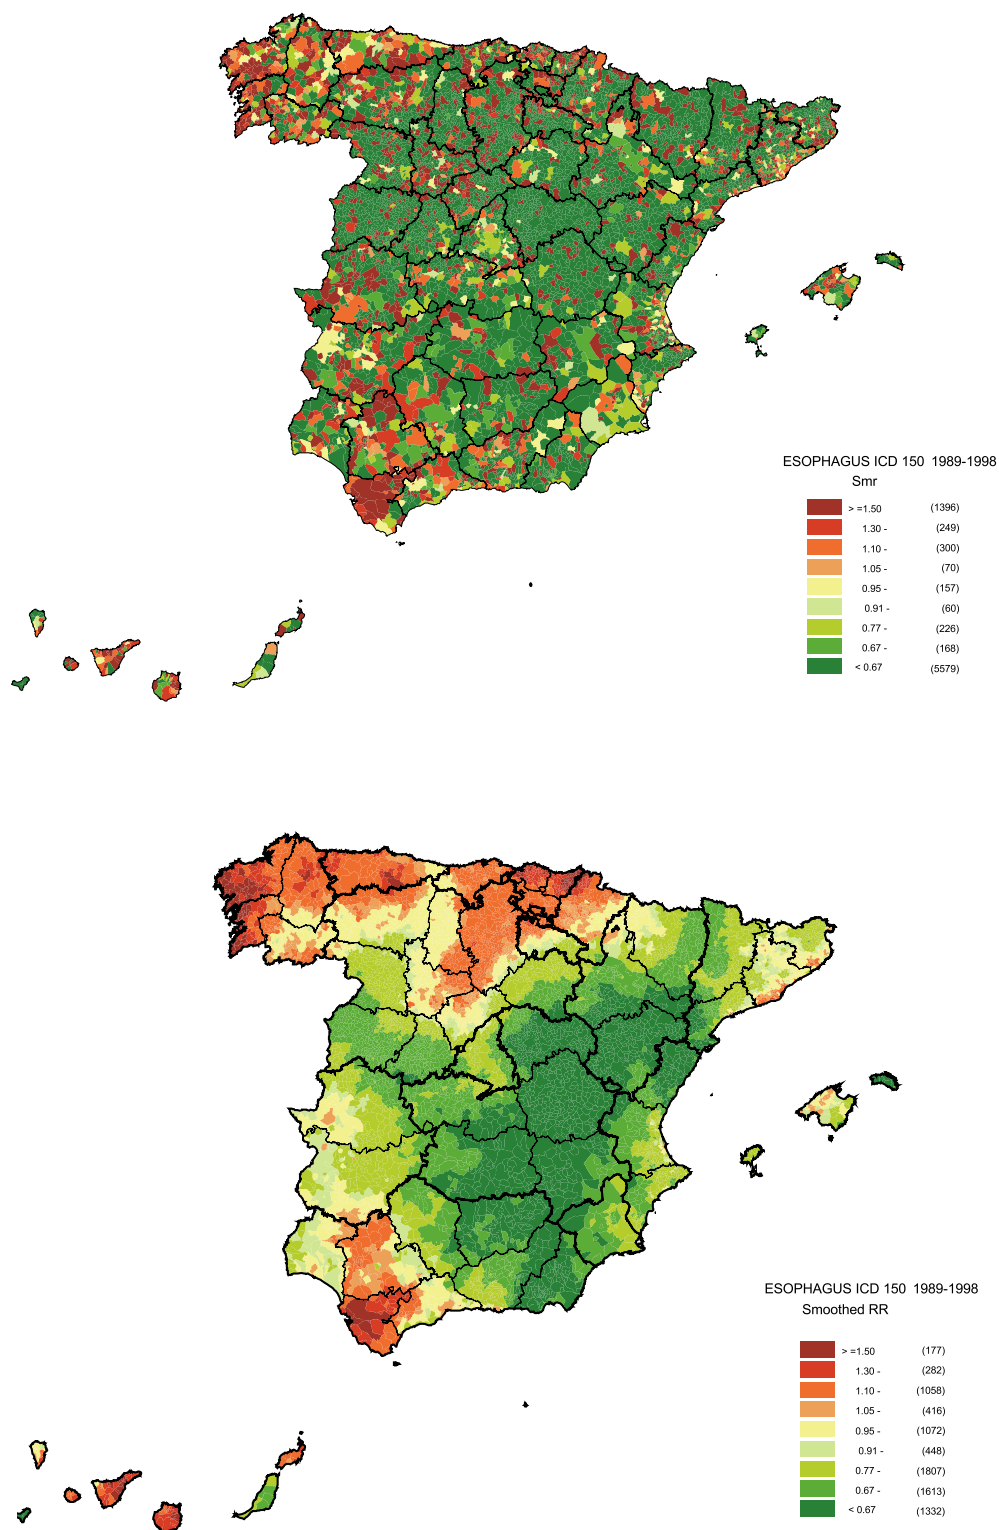 ESOPHAGUS ICD 150 1989-1998
Smr
> =1.50 (1396)
1.30 - (249)
1.10 - (300)
1.05 - (70)
0.95 - (157)
0.91 - (60)
0.77 - (226)
0.67 - (168)
< 0.67 (5579)
ESOPHAGUS ICD 150 1989-1998
Smoothed RR
> =1.50 (177)
1.30 - (282)
1.10 - (1058)
1.05 - (416)
0.95 - (1072)
0.91 - (448)
0.77 - (1807)
0.67 - (1613)
< 0.67 (1332)